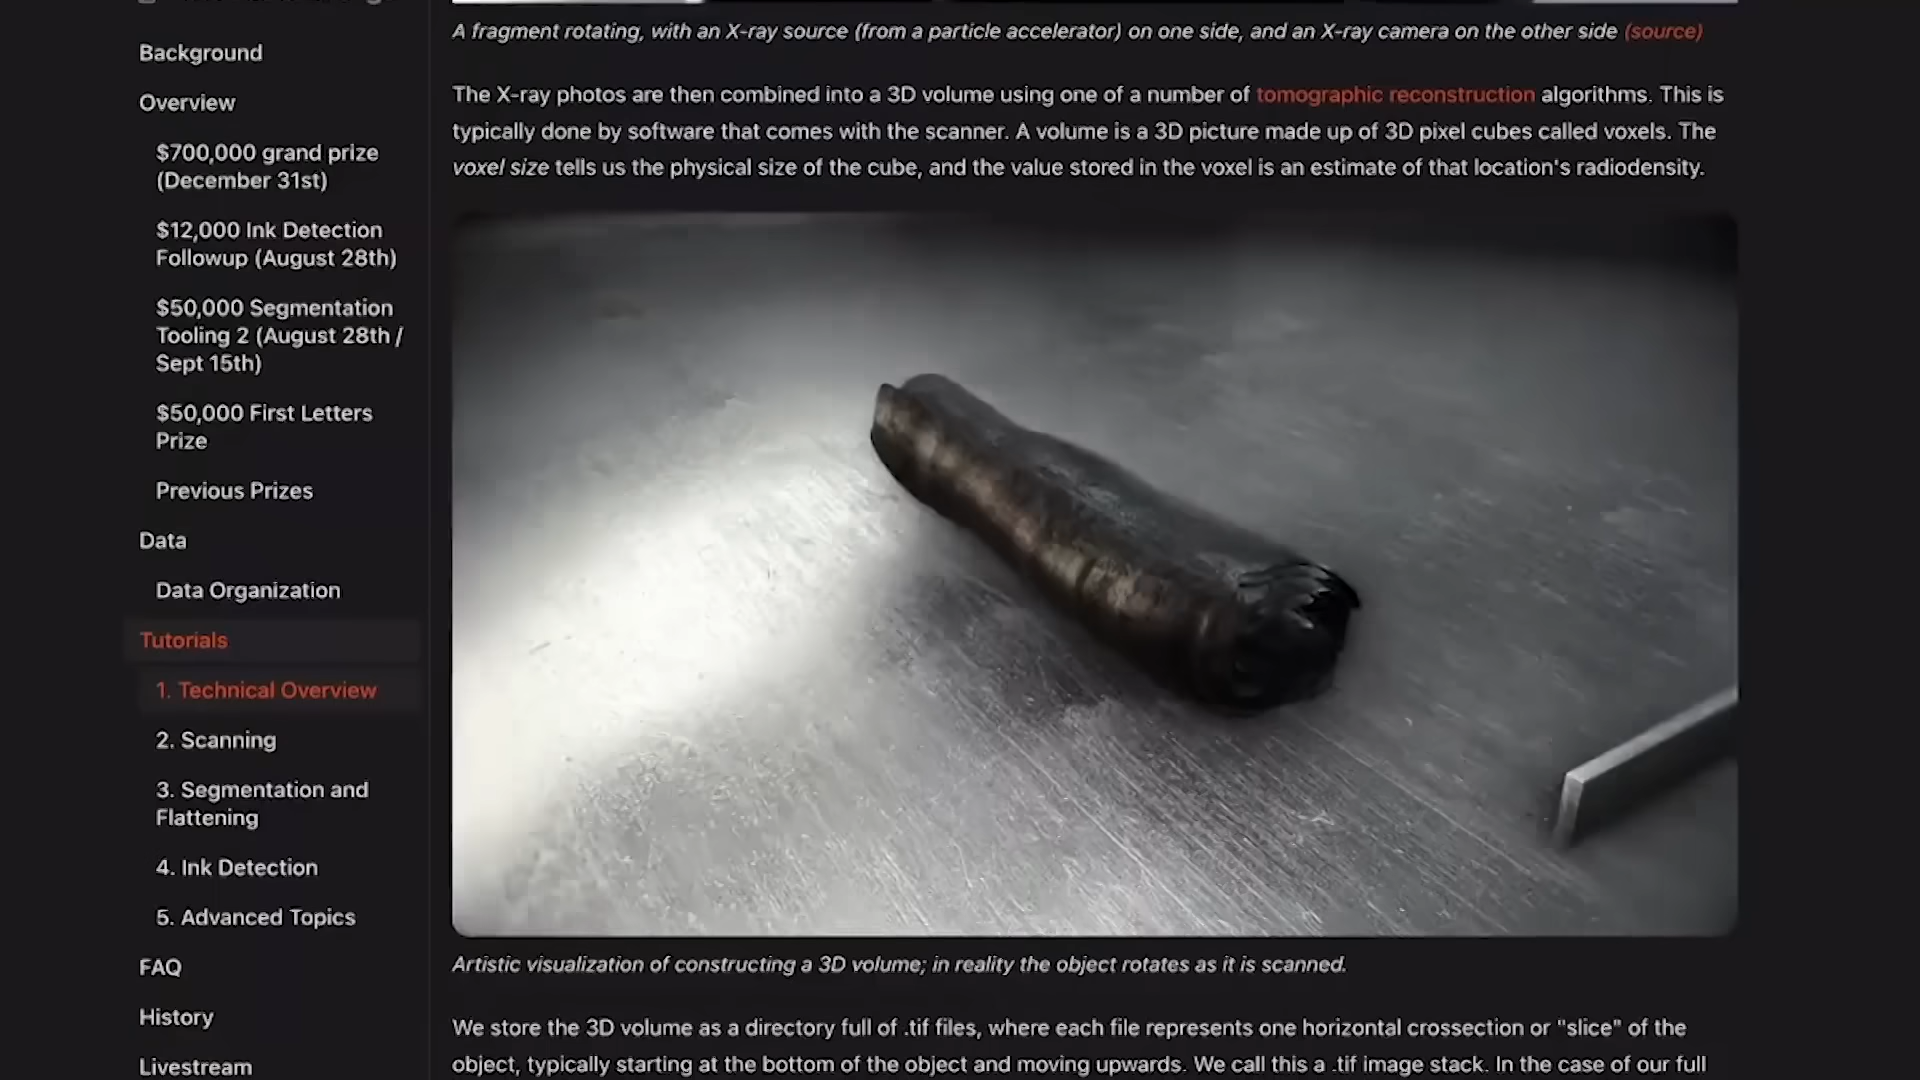 Background
Overview
$700,000 grand prize
(December 31st)
$12,000 Ink Detection
Followup (August 28th)
$50,000 Segmentation
Tooling 2 (August 28th /
Sept 15th)
$50,000 First Letters
Prize
Previous Prizes
Data
Data Organization
Tutorials
1. Technical Overview
2. Scanning
3. Segmentation and
Flattening
4. Ink Detection
5. Advanced Topics
FAQ
History
Livestream
A fragment rotating, with an X-ray source (from a particle accelerator) on one side, and an X-ray camera on the other side (source)
The X-ray photos are then combined into a 3D volume using one of a number of tomographic reconstruction algorithms. This is
typically done by software that comes with the scanner. A volume is a 3D picture made up of 3D pixel cubes called voxels. The
voxel size tells us the physical size of the cube, and the value stored in the voxel is an estimate of that location's radiodensity.
Artistic visualization of constructing a 3D volume; in reality the object rotates as it is scanned.
We store the 3D volume as a directory full of .tif files, where each file represents one horizontal crossection or "slice" of the
object, typically starting at the bottom of the object and moving upwards. We call this a .tif image stack. In the case of our full